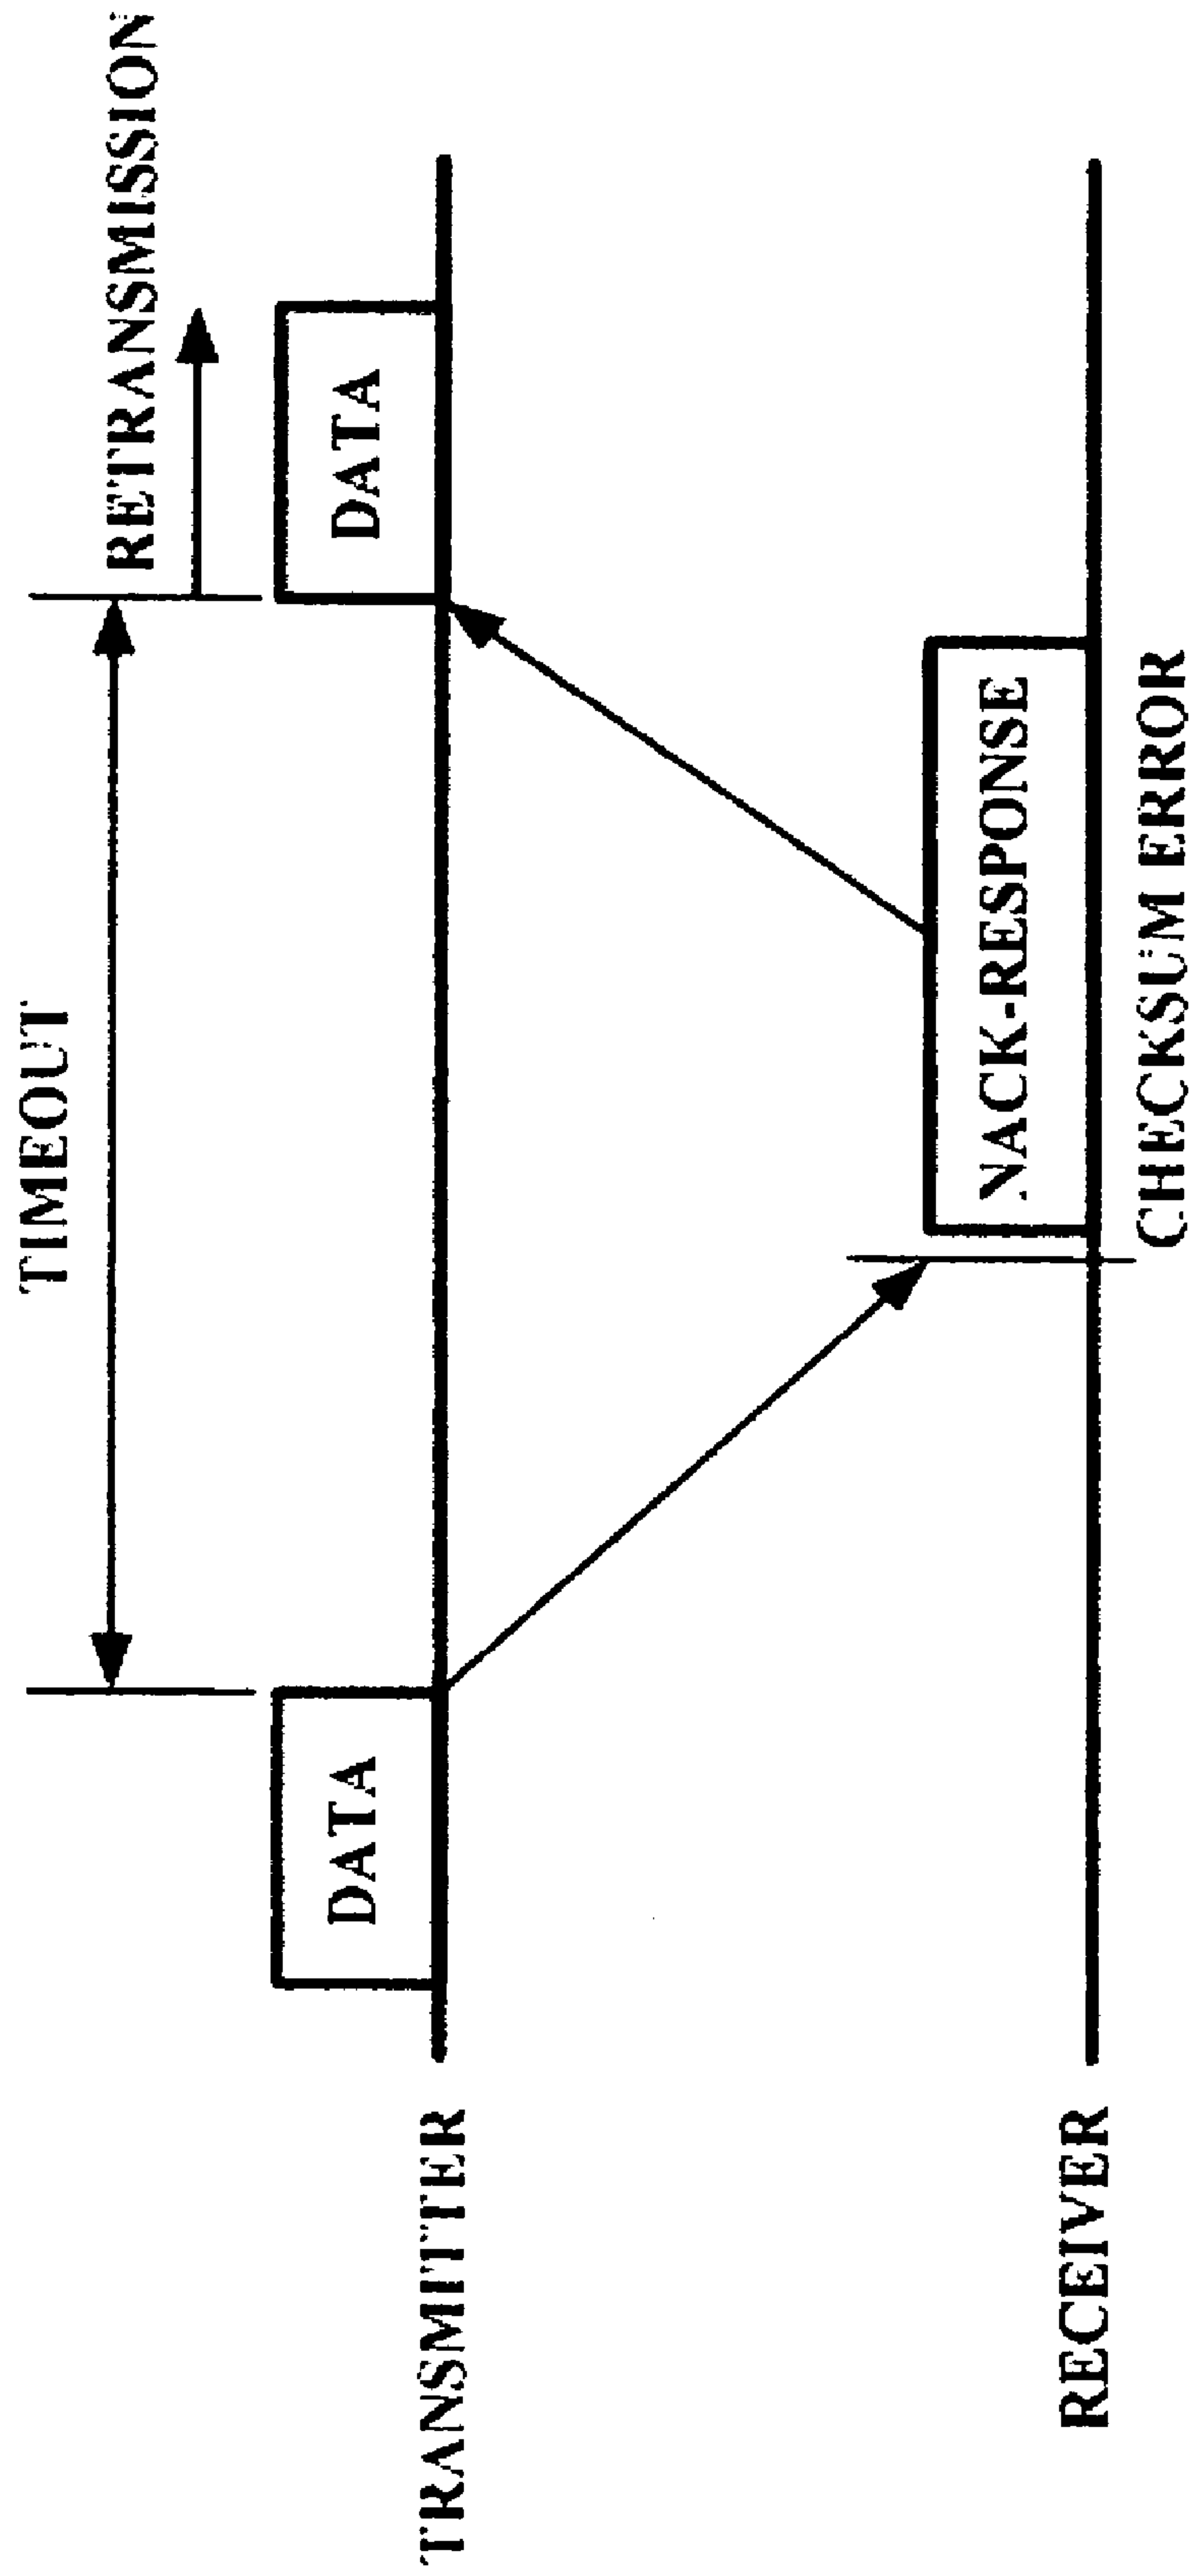 TIMEOUT
RETRANSMISSION
DATA
DATA
TRANSMITTER
NACK-RESPONSE
RECEIVER
CHECKSUM ERROR